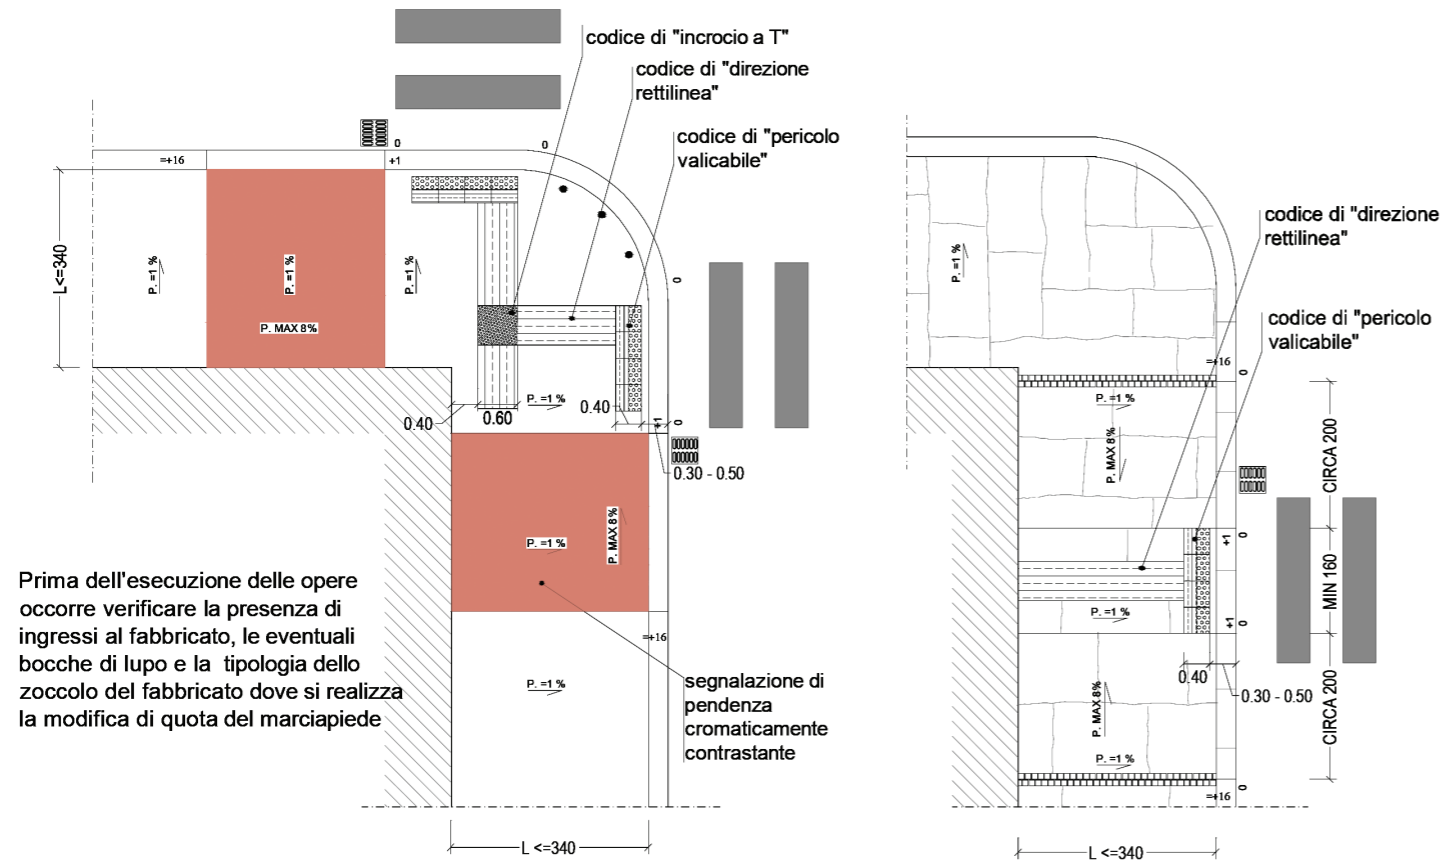 codice di "incrocio a T"
codice di "direzione
rettilinea"
codice di "pericolo
valicabile"
0
0
=+16
+1
L<=340
P. =1 %
P. =1 %
P. =1 %
P. MAX 8%
0
P. =1 %
0.40
0.60
0.40
+1
0
0.30 - 0.50
P. =1 %
P. MAX 8%
=+16
P. =1 %
Prima dell'esecuzione delle opere
occorre verificare la presenza di
ingressi al fabbricato, le eventuali
bocche di lupo e la tipologia dello
zoccolo del fabbricato dove si realizza
la modifica di quota del marciapiede
segnalazione di
pendenza
cromaticamente
contrastante
L <=340
codice di "direzione
rettilinea"
codice di "pericolo
valicabile"
P. =1 %
=+16
0
P. =1 %
P. MAX 8%
CIRCA 200
+1
0
MIN 160
P. =1 %
+1
0
0.40
0.30 - 0.50
P. MAX 8%
CIRCA 200
P. =1 %
=+16
0
L <=340